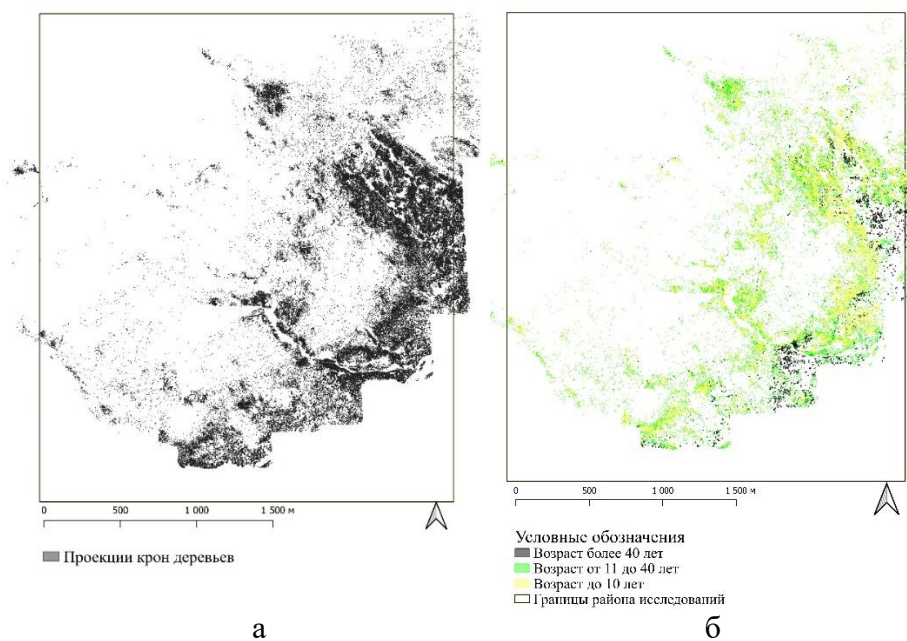 0 500 1 000 1 500 м
Проекции крон деревьев
а
0 500 1 000 1 500 м
Условные обозначения
Возраст более 40 лет
Возраст от 11 до 40 лет
Возраст до 10 лет
Границы района исследований
б